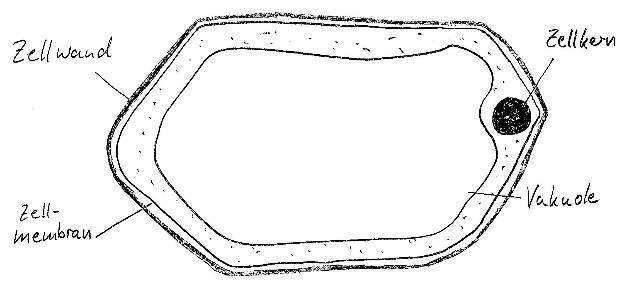 Zellwand
Zellkern
Zell-
membran
Vakuole